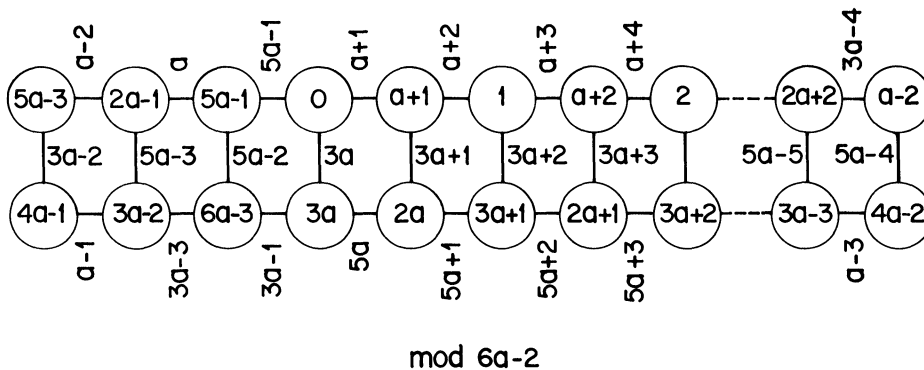 a-2 a 5a-1 a+1 a+2 a+3 a+4 3a-4
5a-3 2a-1 5a-1 0 a+1 1 a+2 2 2a+2 a-2
3a-2 5a-3 5a-2 3a 3a+1 3a+2 3a+3 5a-5 5a-4
4a-1 3a-2 6a-3 3a 2a 3a+1 2a+1 3a+2 3a-3 4a-2
a-1 3a-3 3a-1 5a 5a+1 5a+2 5a+3 a-3
mod 6a-2